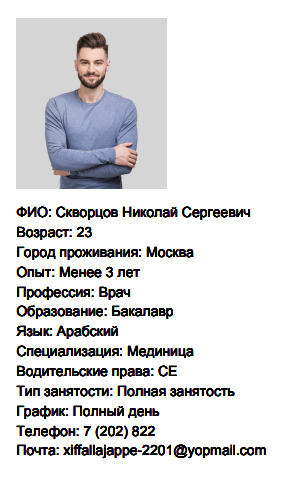 ФИО: Скворцов Николай Сергеевич
Возраст: 23
Город проживания: Москва
Опыт: Менее 3 лет
Профессия: Врач
Образование: Бакалавр
Язык: Арабский
Специализация: Мединица
Водительские права: СЕ
Тип занятости: Полная занятость
График: Полный день
Телефон: 7 (202) 822
Почта: xiffallajappe-2201@yopmail.com